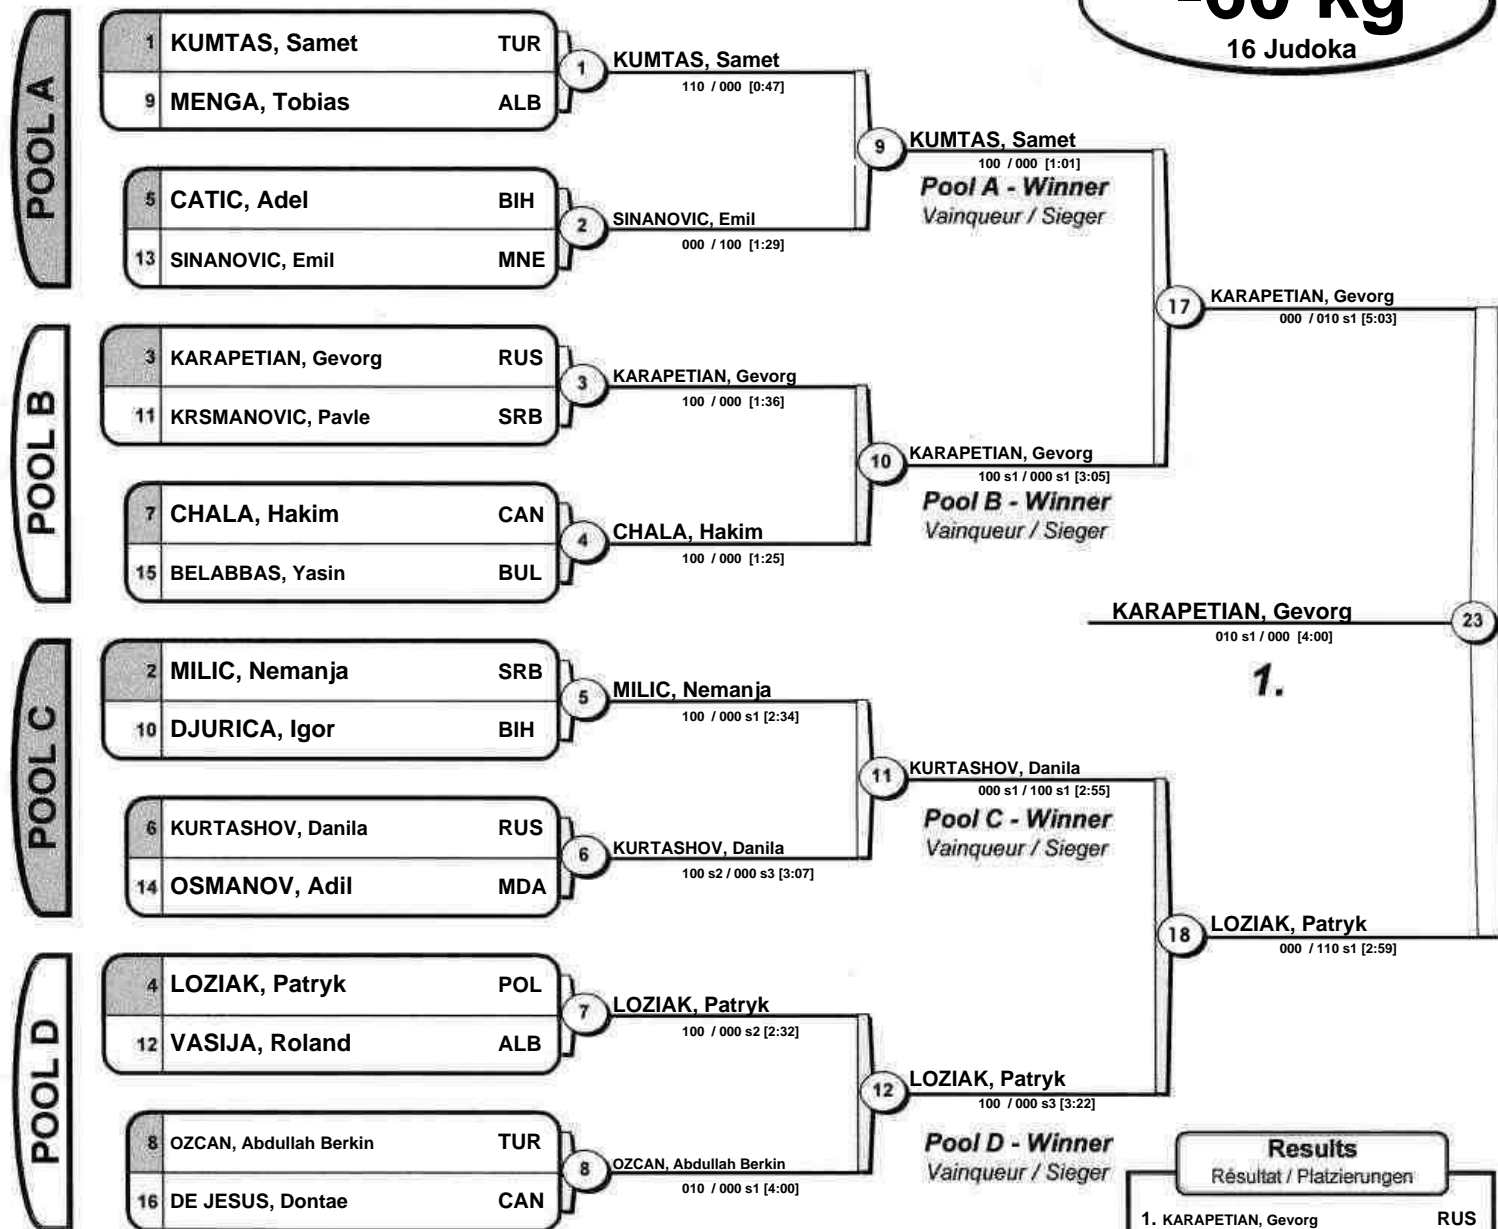 -60 kg
16 Judoka
POOL A
1 KUMTAS, Samet TUR
9 MENGA, Tobias ALB
1
KUMTAS, Samet
110 / 000 [0:47]
5 CATIC, Adel BIH
13 SINANOVIC, Emil MNE
2
SINANOVIC, Emil
000 / 100 [1:29]
9
KUMTAS, Samet
100 / 000 [1:01]
Pool A - Winner
Vainqueur / Sieger
POOL B
3 KARAPETIAN, Gevorg RUS
11 KRSMANOVIC, Pavle SRB
3
KARAPETIAN, Gevorg
100 / 000 [1:36]
7 CHALA, Hakim CAN
15 BELABBAS, Yasin BUL
4
CHALA, Hakim
100 / 000 [1:25]
10
KARAPETIAN, Gevorg
100 s1 / 000 s1 [3:05]
Pool B - Winner
Vainqueur / Sieger
17
KARAPETIAN, Gevorg
000 / 010 s1 [5:03]
KARAPETIAN, Gevorg
010 s1 / 000 [4:00]
1.
23
POOL C
2 MILIC, Nemanja SRB
10 DJURICA, Igor BIH
5
MILIC, Nemanja
100 / 000 s1 [2:34]
6 KURTASHOV, Danila RUS
14 OSMANOV, Adil MDA
6
KURTASHOV, Danila
100 s2 / 000 s3 [3:07]
11
KURTASHOV, Danila
000 s1 / 100 s1 [2:55]
Pool C - Winner
Vainqueur / Sieger
18
LOZIAK, Patryk
000 / 110 s1 [2:59]
POOL D
4 LOZIAK, Patryk POL
12 VASIJA, Roland ALB
7
LOZIAK, Patryk
100 / 000 s2 [2:32]
8 OZCAN, Abdullah Berkin TUR
16 DE JESUS, Dontae CAN
8
OZCAN, Abdullah Berkin
010 / 000 s1 [4:00]
12
LOZIAK, Patryk
100 / 000 s3 [3:22]
Pool D - Winner
Vainqueur / Sieger
Results
Résultat / Platzierungen
1. KARAPETIAN, Gevorg RUS